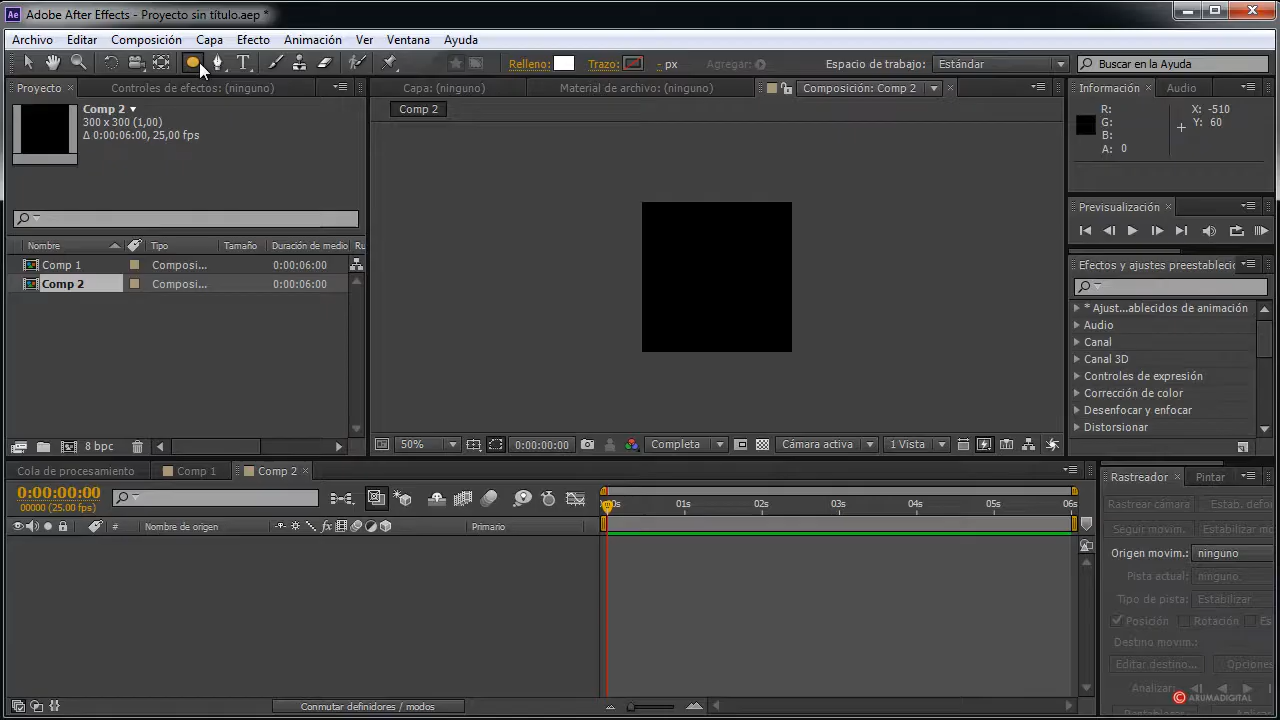 Ae Adobe After Effects - Proyecto sin título.aep *
Archivo Editar Composición Capa Efecto Animación Ver Ventana Ayuda
T Relleno: Trazo: - px Agregar: Espacio de trabajo: Estándar Buscar en la Ayuda
Proyecto Controles de efectos: (ninguno)
Comp 2
300 x 300 (1,00)
Δ 0:00:06:00, 25,00 fps
Nombre Tipo Tamaño Duración de medio Ru
Comp 1 Composi... 0:00:06:00
Comp 2 Composi... 0:00:06:00
8 bpc
Capa: (ninguno) Material de archivo: (ninguno) Composición: Comp 2
Comp 2
50% 0:00:00:00 Completa Cámara activa 1 Vista
Información Audio
R: X: -510
G: Y: 60
B:
A: 0
Previsualización
Efectos y ajustes preestableci
* Ajust...ablecidos de animación
Audio
Canal
Canal 3D
Controles de expresión
Corrección de color
Desenfocar y enfocar
Distorsionar
Cola de procesamiento Comp 1 Comp 2
0:00:00:00
00000 (25.00 fps)
01s 02s 03s 04s 05s 06s
# Nombre de origen fx Primario
Conmutar definidores / modos
Rastreador Pintar
Rastrear cámara Estab. defor
Seguir movim. Estabilizar mo
Origen movim.: ninguno
Pista actual: ninguno
Tipo de pista: Estabilizar
Posición Rotación Es
Destino movim.:
Editar destino... Opciones
Analizar:
© ARUMADIGITAL